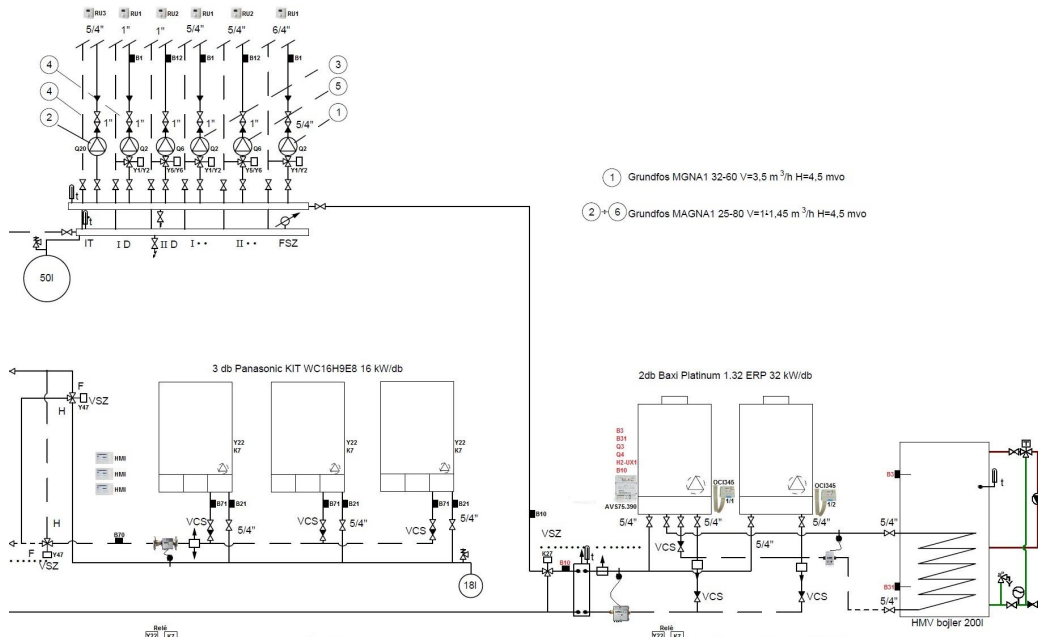 RU3 RU1 RU2 RU1 RU2 RU1
5/4" 1" 1" 5/4" 5/4" 6/4"
B1 B12 B1 B12 B1
4 3
4 5
2 1" 1" 1" 1" 5/4" 1
Q20 Q2 Q6 Q2 Q6 Q2
Y1/Y2 Y5/Y6 Y1/Y2 Y5/Y6 Y1/Y2
t
t
IT I D II D I •• II •• FSZ
50l
1 Grundfos MGNA1 32-60 V=3,5 m³/h H=4,5 mvo
2 ÷ 6 Grundfos MAGNA1 25-80 V=1-1,45 m³/h H=4,5 mvo
3 db Panasonic KIT WC16H9E8 16 kW/db
2db Baxi Platinum 1.32 ERP 32 kW/db
F
VSZ
H Y47
HMI
HMI
HMI
Y22
K7
Y22
K7
Y22
K7
B71 B21 B71 B21 B71 B21
VCS 5/4" VCS 5/4" VCS 5/4"
H
B70
F Y47
VSZ
18l
B10
B3
B31
Q3
Q4
H2-UX1
B10
AVS75.390
OCI345
1/1
OCI345
1/2
5/4" 5/4" 5/4" 5/4"
VSZ
K27
B10
t
VCS
5/4"
VCS VCS
B3
t
B31
5/4"
5/4"
T
HMV bojler 200l
Relé
Y22 K7
Relé
Y22 K7